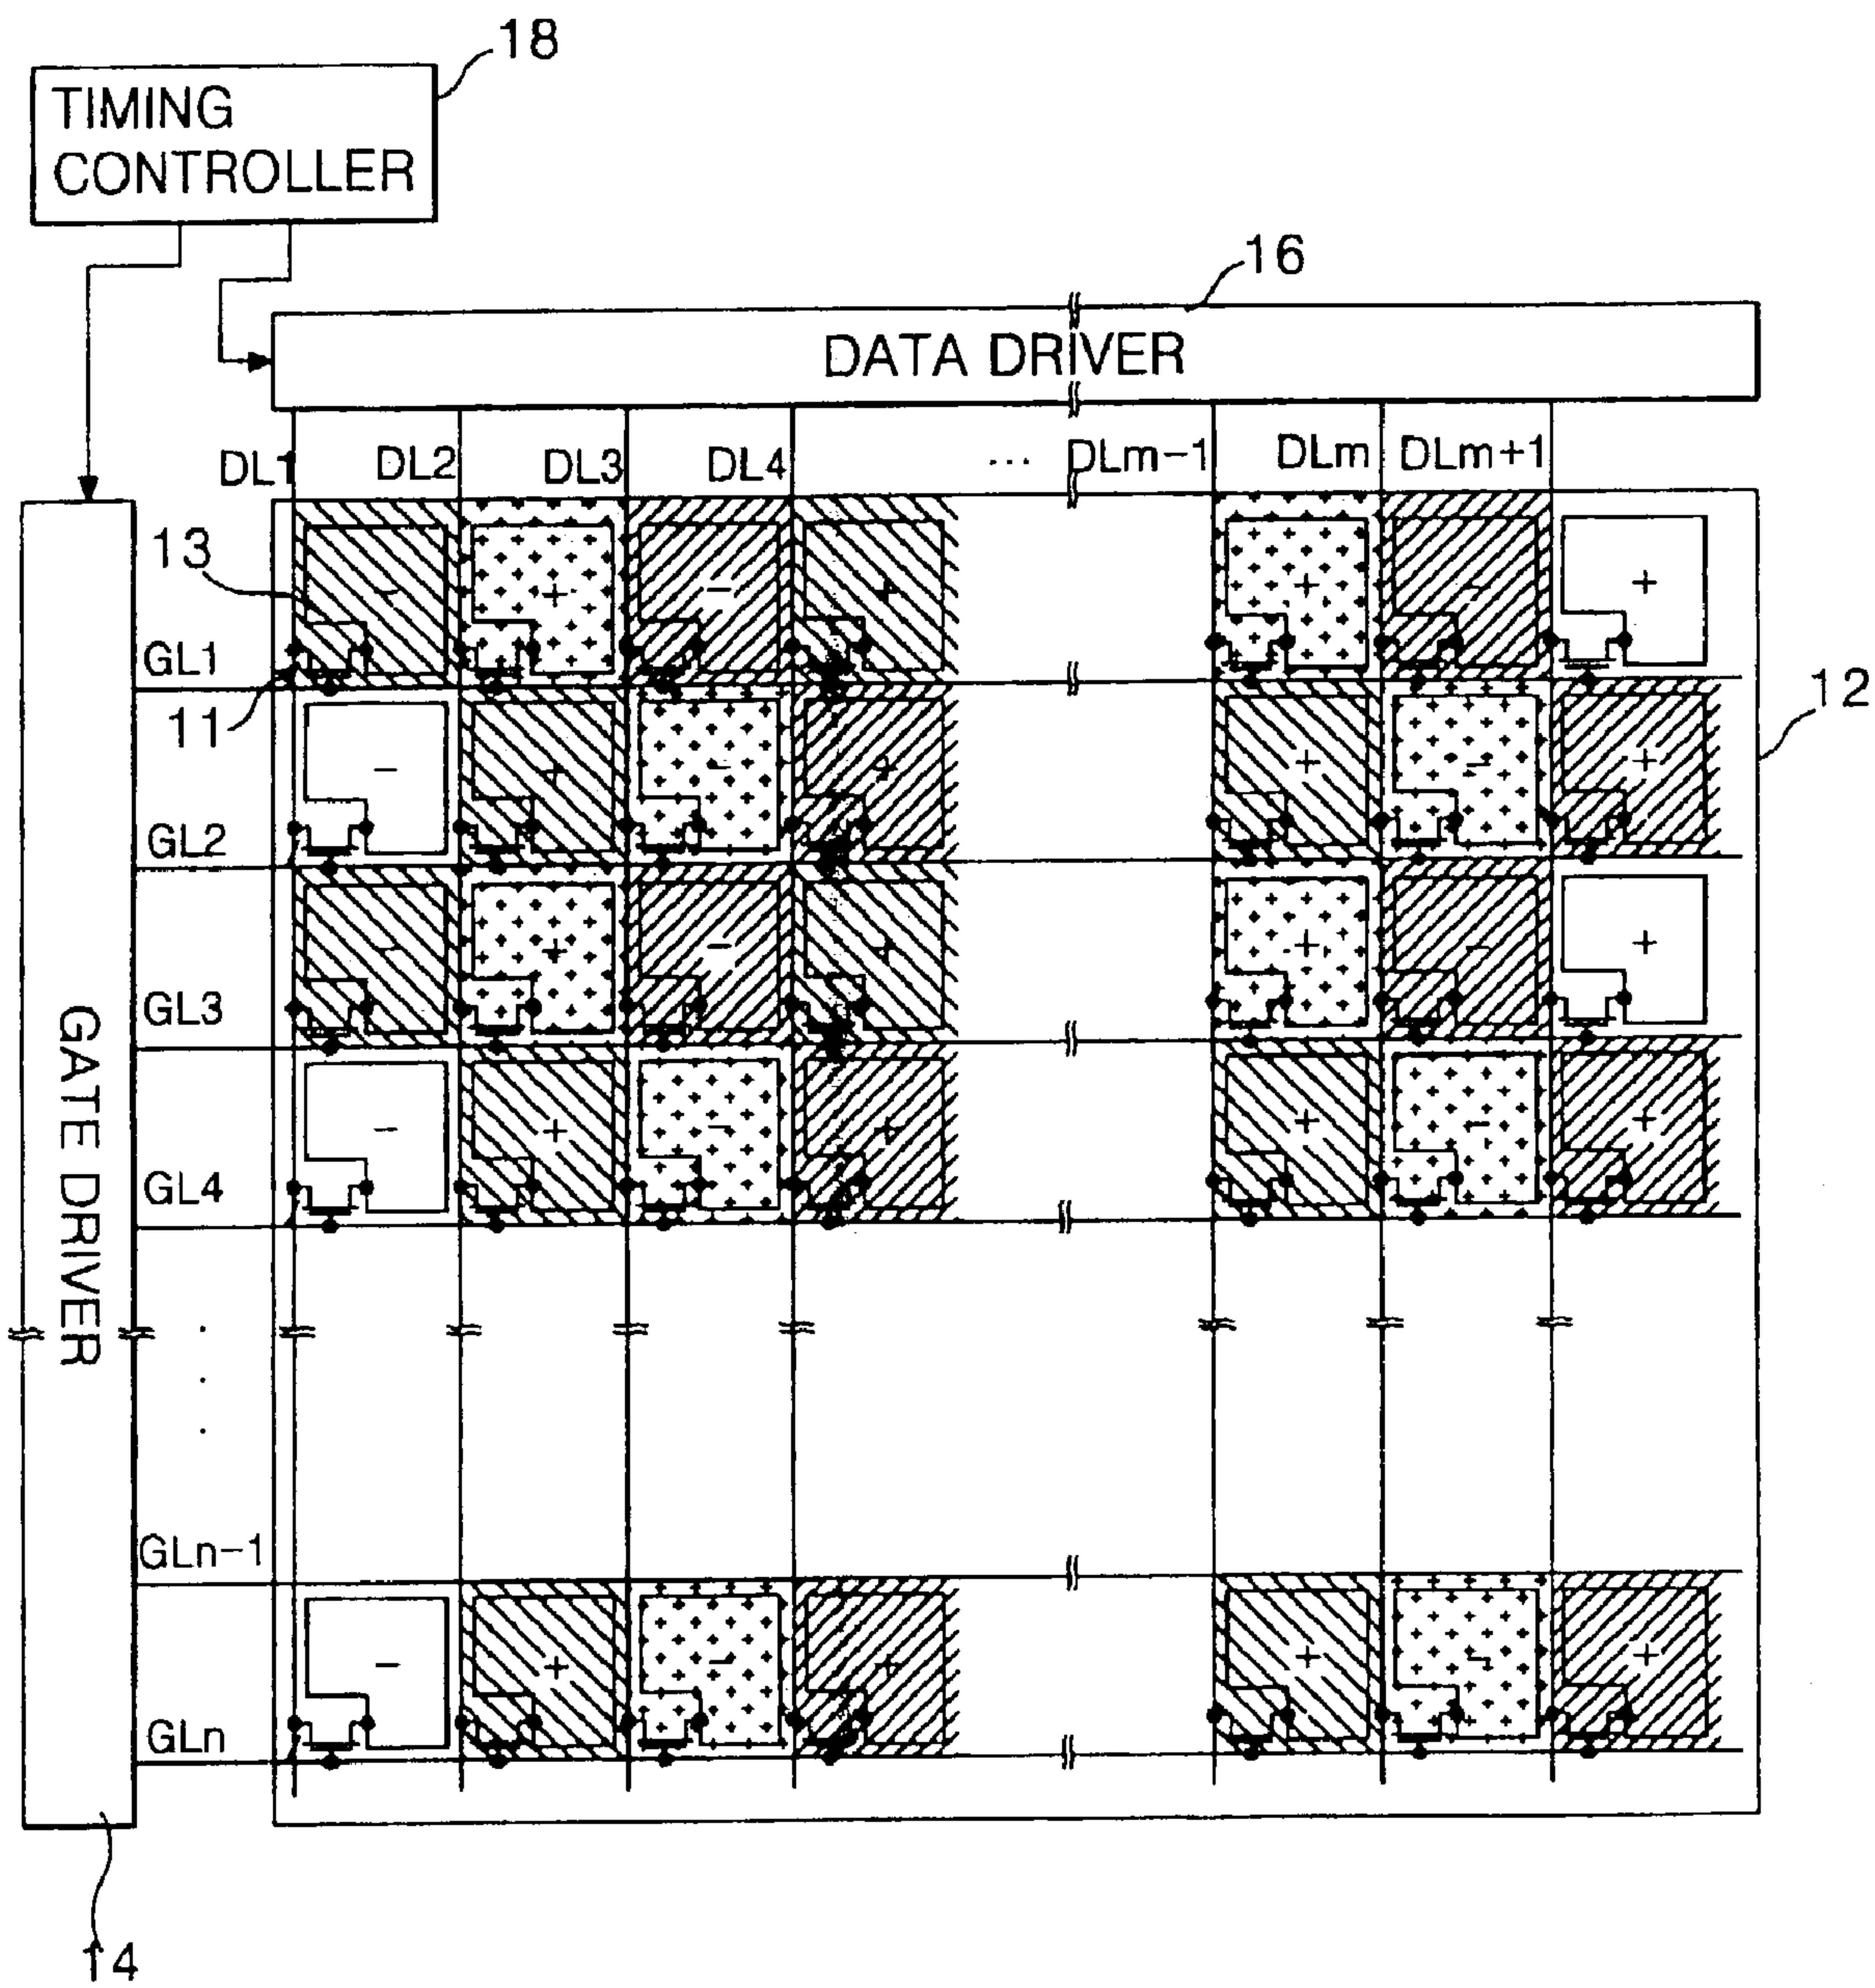 18
TIMING
CONTROLLER
16
DATA DRIVER
DL1 DL2 DL3 DL4 ... DLm-1 DLm DLm+1
13
- + - + + - +
GL1
11
12
- + - + + - +
GL2
- + - + + - +
GL3
GATE DRIVER
- + - + + - +
GL4
GLn-1
- + - + + - +
GLn
14